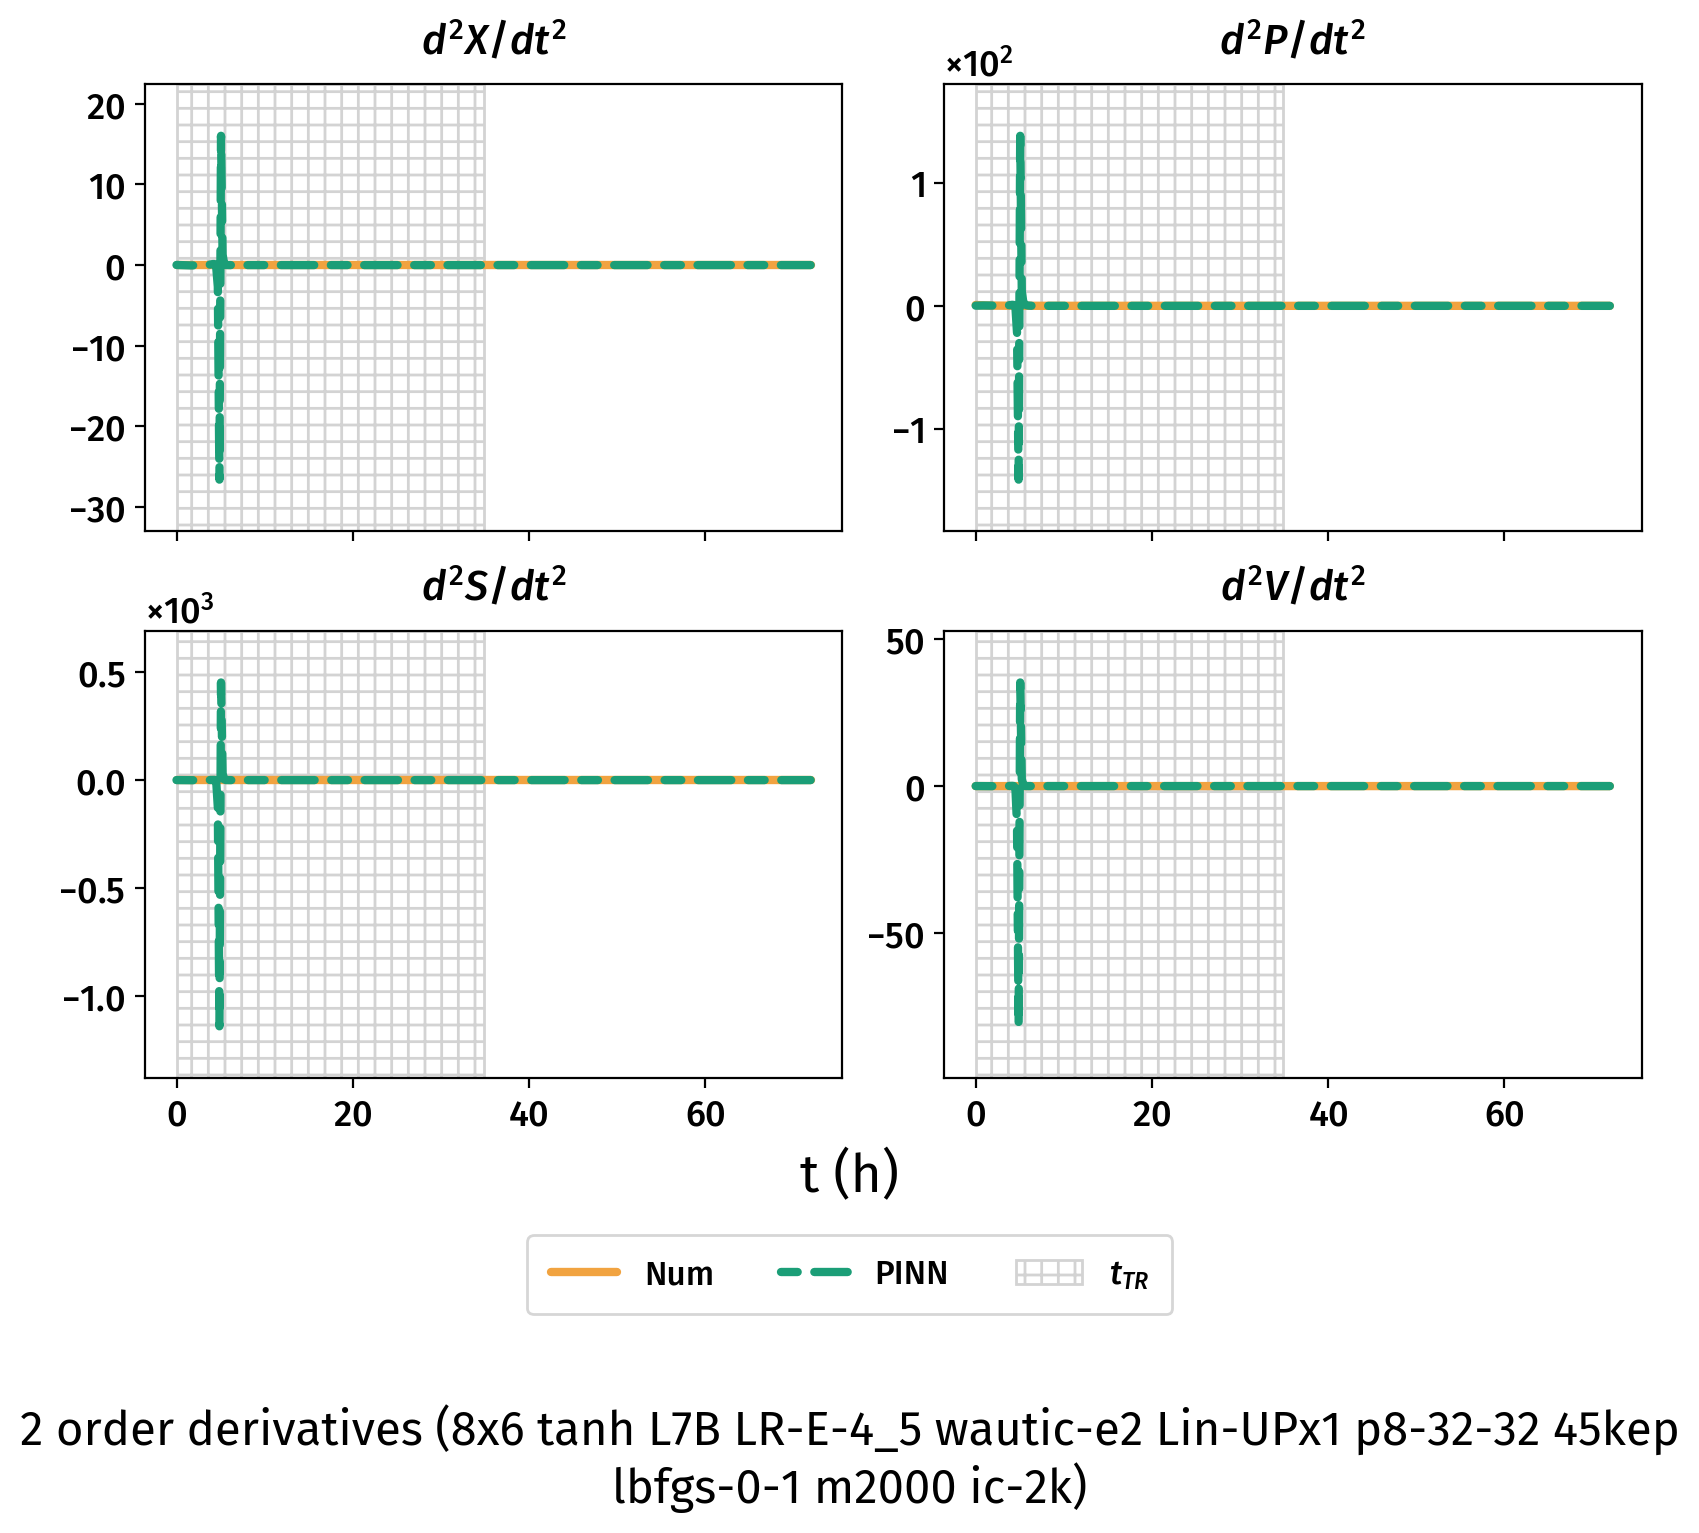 d²X/dt²
20
10
0
−10
−20
−30
d²P/dt²
×10²
1
0
−1
d²S/dt²
×10³
0.5
0.0
−0.5
−1.0
0 20 40 60
d²V/dt²
50
0
−50
0 20 40 60
t (h)
Num PINN t_TR
2 order derivatives (8x6 tanh L7B LR-E-4_5 wautic-e2 Lin-UPx1 p8-32-32 45kep
lbfgs-0-1 m2000 ic-2k)